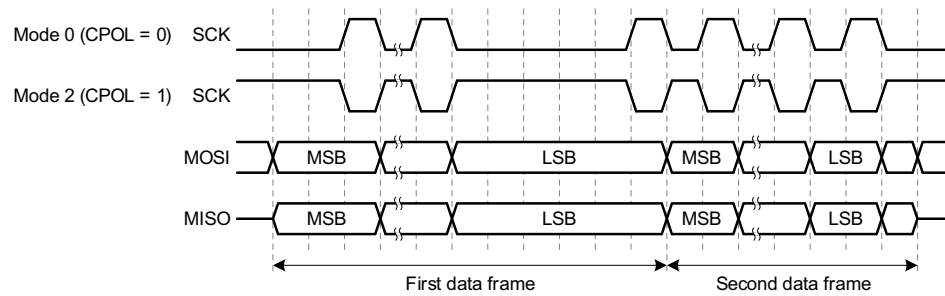 Mode 0 (CPOL = 0) SCK
Mode 2 (CPOL = 1) SCK
MOSI MSB LSB MSB LSB
MISO MSB LSB MSB LSB
First data frame Second data frame